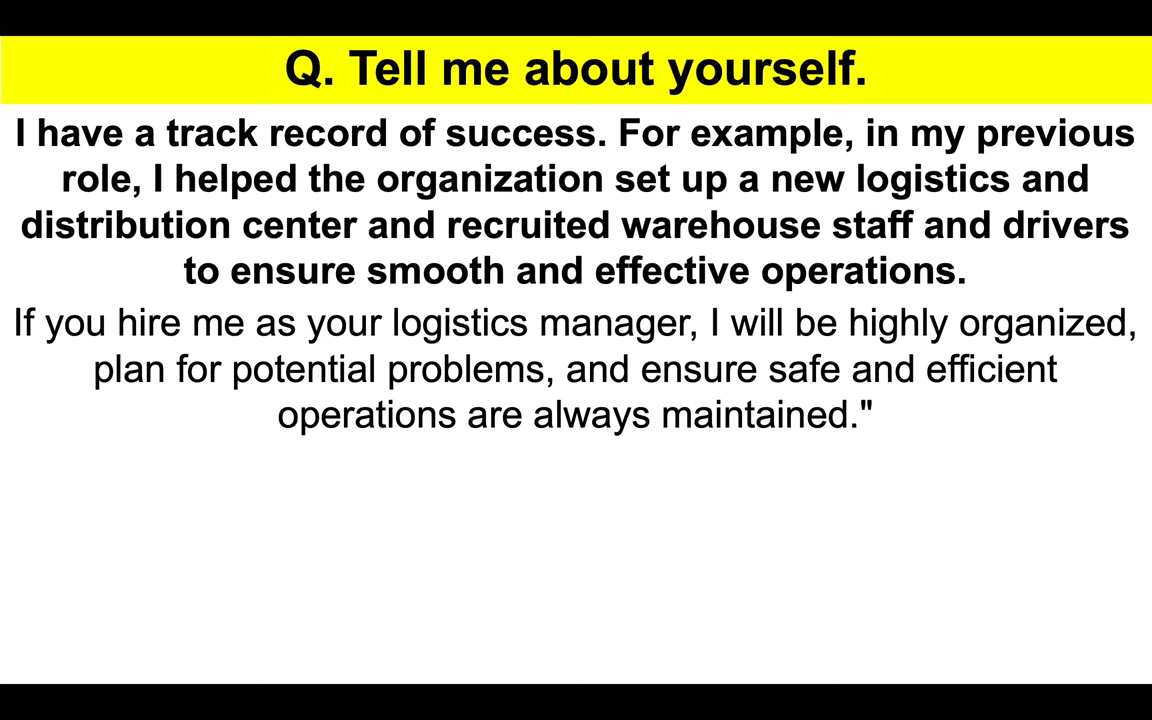 Q. Tell me about yourself.
I have a track record of success. For example, in my previous
role, I helped the organization set up a new logistics and
distribution center and recruited warehouse staff and drivers
to ensure smooth and effective operations.
If you hire me as your logistics manager, I will be highly organized,
plan for potential problems, and ensure safe and efficient
operations are always maintained."